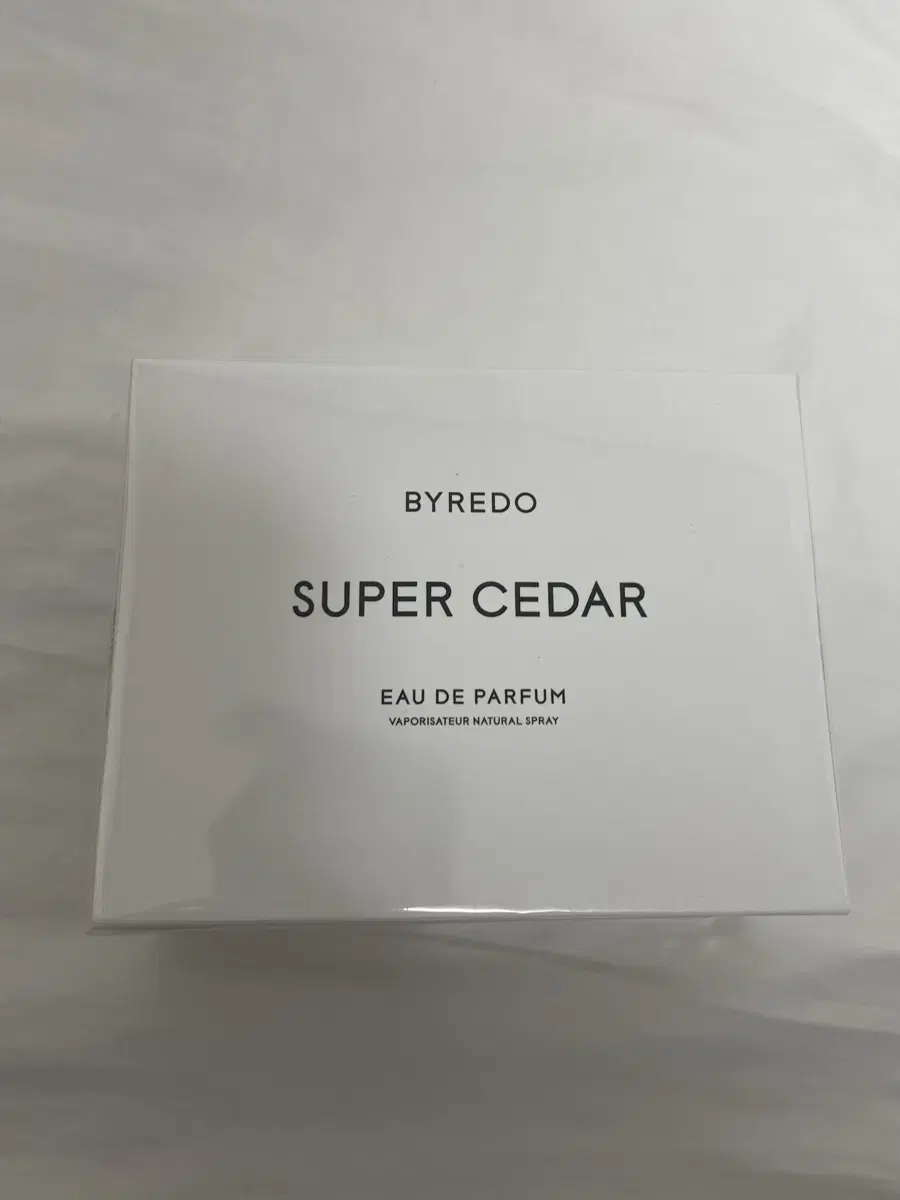 BYREDO
SUPER CEDAR
EAU DE PARFUM
VAPORISATEUR NATURAL SPRAY